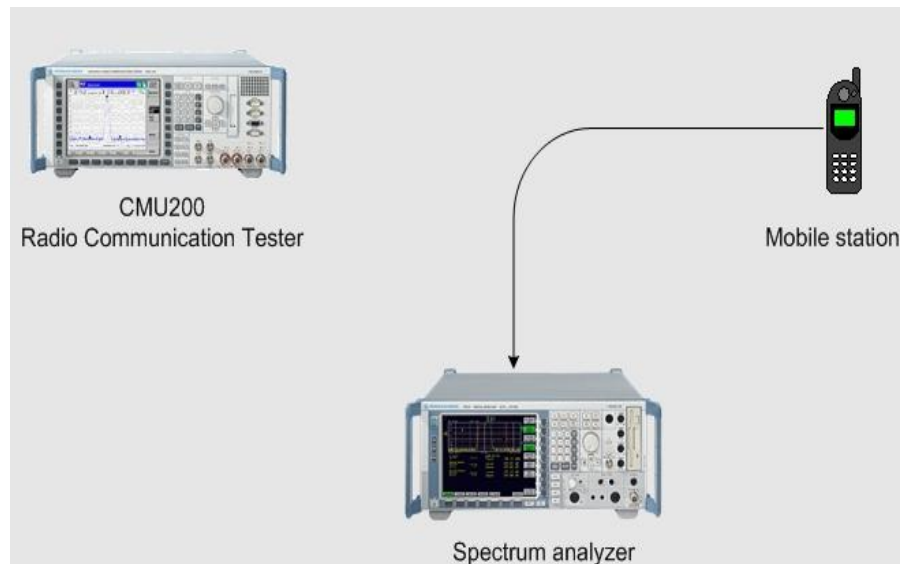 CMU200
Radio Communication Tester
Mobile station
Spectrum analyzer